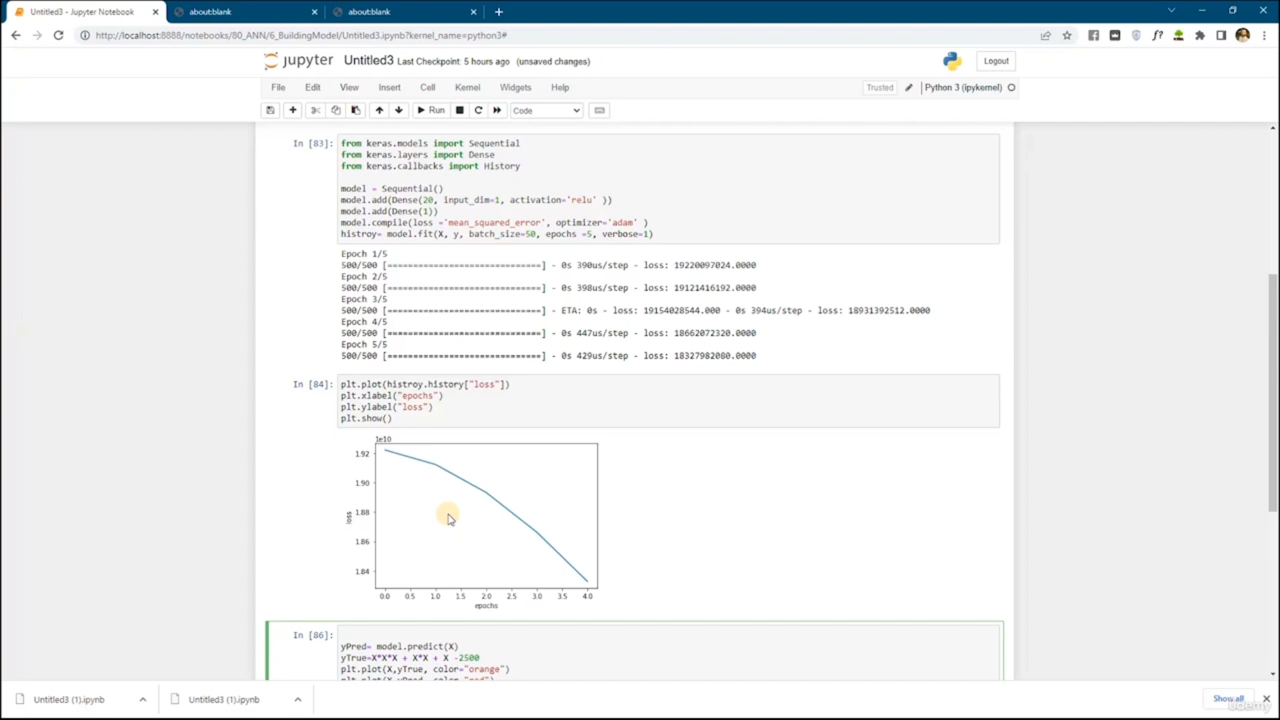 Untitled3 - Jupyter Notebook
about:blank
about:blank
http://localhost:8888/notebooks/80_ANN/6_BuildingModel/Untitled3.ipynb?kernel_name=python3#
jupyter Untitled3 Last Checkpoint: 5 hours ago (unsaved changes)
Logout
File Edit View Insert Cell Kernel Widgets Help
Trusted
Python 3 (ipykernel)
Run
Code
In [83]:
from keras.models import Sequential
from keras.layers import Dense
from keras.callbacks import History
model = Sequential()
model.add(Dense(20, input_dim=1, activation='relu' ))
model.add(Dense(1))
model.compile(loss ='mean_squared_error', optimizer='adam' )
histroy= model.fit(X, y, batch_size=50, epochs =5, verbose=1)
Epoch 1/5
500/500 [==============================] - 0s 390us/step - loss: 19220097024.0000
Epoch 2/5
500/500 [==============================] - 0s 398us/step - loss: 19121416192.0000
Epoch 3/5
500/500 [==============================] - ETA: 0s - loss: 19154028544.000 - 0s 394us/step - loss: 18931392512.0000
Epoch 4/5
500/500 [==============================] - 0s 447us/step - loss: 18662072320.0000
Epoch 5/5
500/500 [==============================] - 0s 429us/step - loss: 18327982080.0000
In [84]:
plt.plot(histroy.history["loss"])
plt.xlabel("epochs")
plt.ylabel("loss")
plt.show()
1e10
1.92
1.90
1.88
1.86
1.84
loss
0.0 0.5 1.0 1.5 2.0 2.5 3.0 3.5 4.0
epochs
In [86]:
yPred= model.predict(X)
yTrue=X*X*X + X*X + X -2500
plt.plot(X,yTrue, color="orange")
plt.plot(X,yPred, color="red")
Untitled3 (1).ipynb
Untitled3 (1).ipynb
Show all
udemy